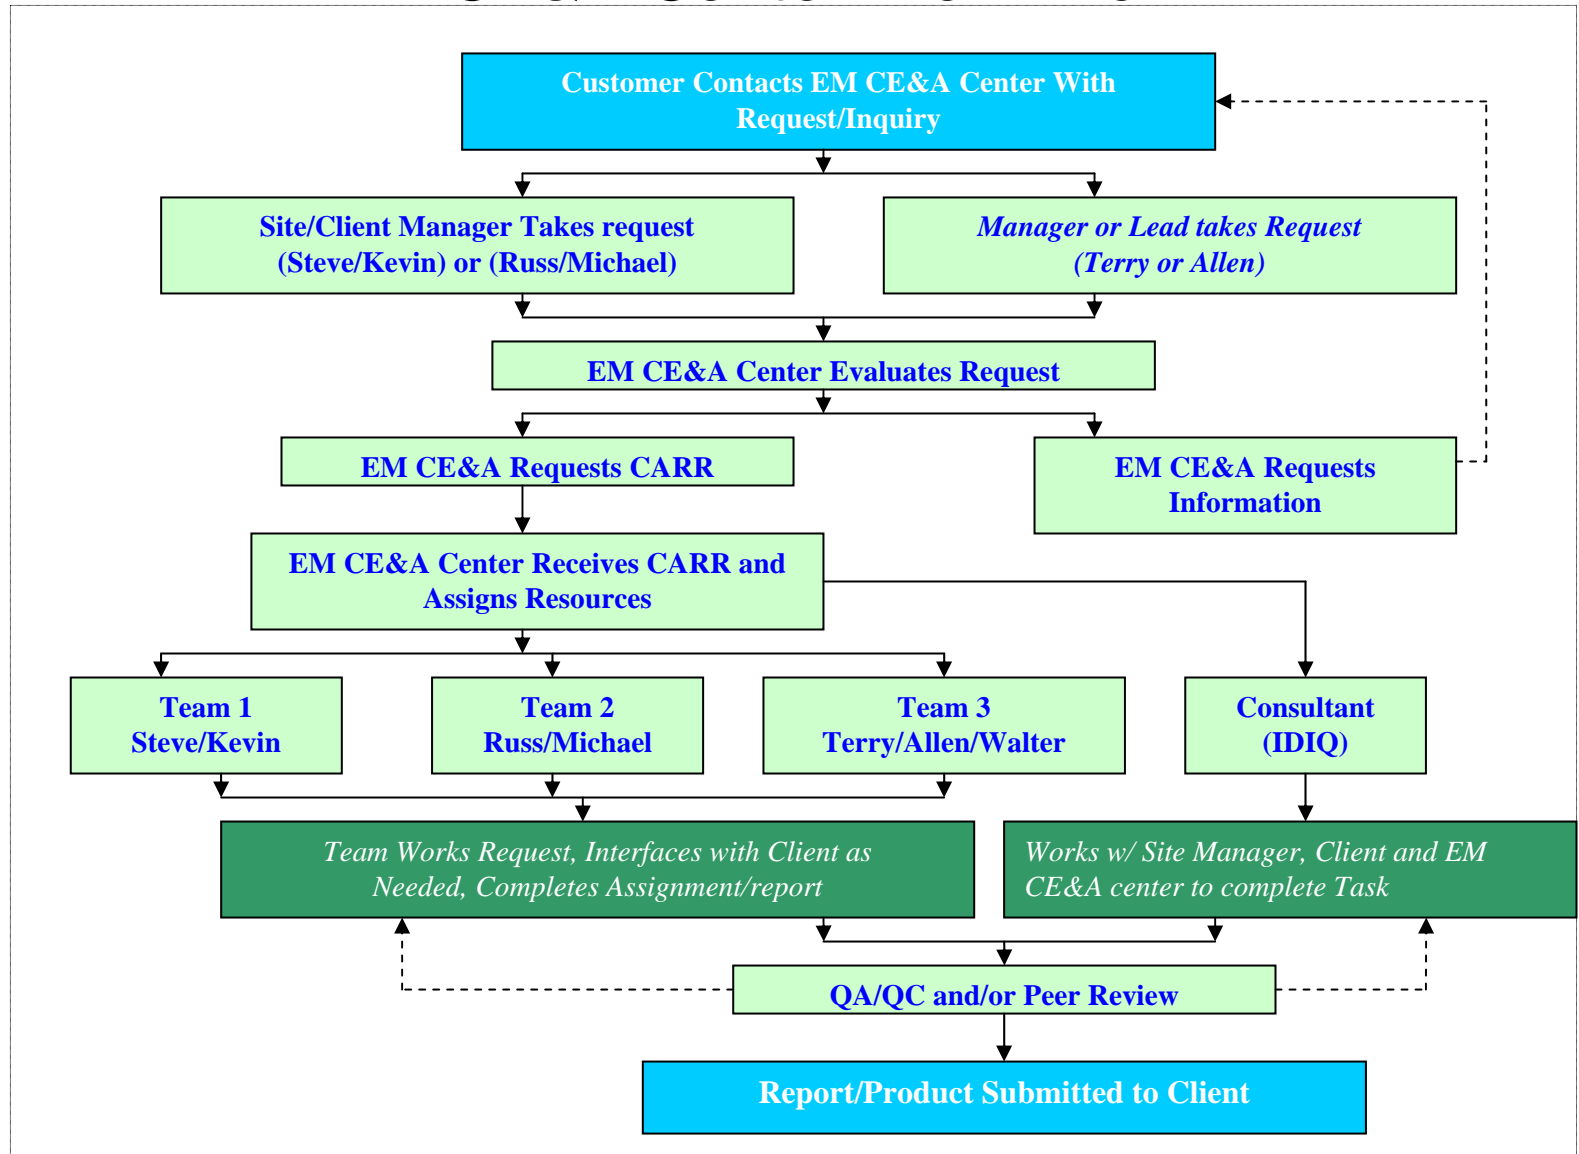 Customer Contacts EM CE&A Center With
Request/Inquiry
Site/Client Manager Takes request
(Steve/Kevin) or (Russ/Michael)
Manager or Lead takes Request
(Terry or Allen)
EM CE&A Center Evaluates Request
EM CE&A Requests CARR
EM CE&A Requests
Information
EM CE&A Center Receives CARR and
Assigns Resources
Team 1
Steve/Kevin
Team 2
Russ/Michael
Team 3
Terry/Allen/Walter
Consultant
(IDIQ)
Team Works Request, Interfaces with Client as
Needed, Completes Assignment/report
Works w/ Site Manager, Client and EM
CE&A center to complete Task
QA/QC and/or Peer Review
Report/Product Submitted to Client